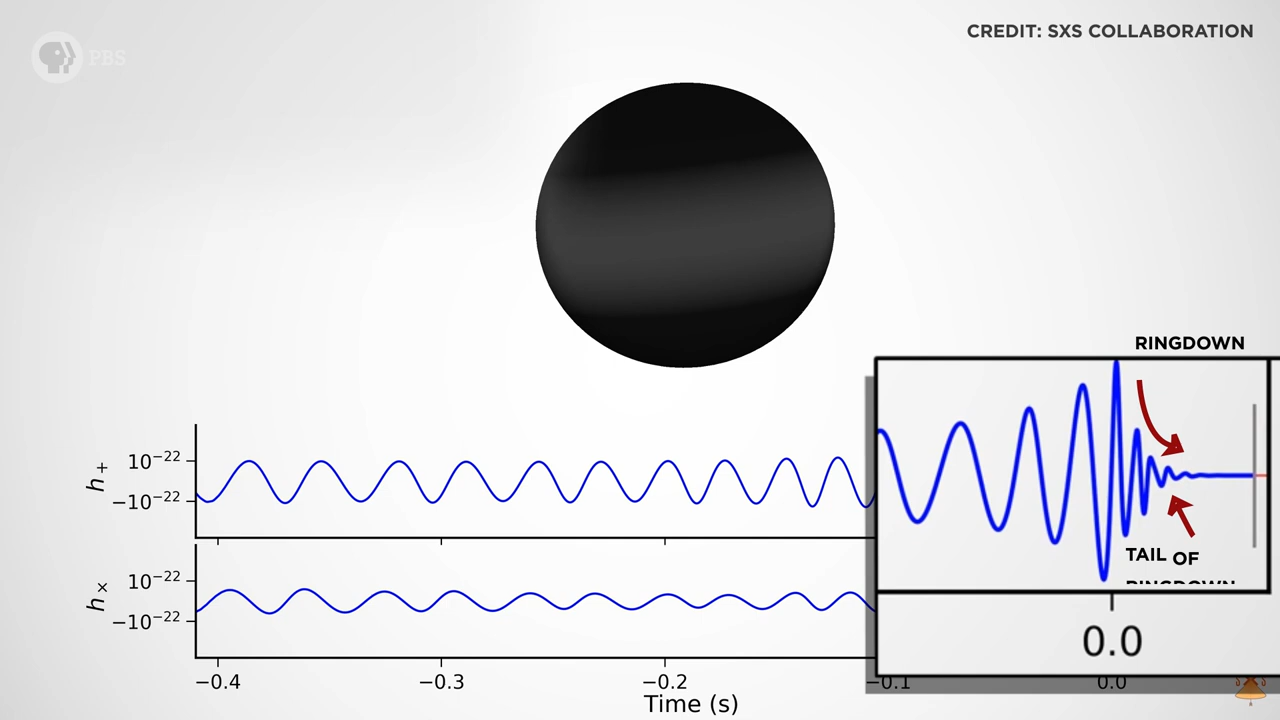 PBS
CREDIT: SXS COLLABORATION
RINGDOWN
TAIL OF
RINGDOWN
0.0
h₊
10⁻²²
−10⁻²²
h×
10⁻²²
−10⁻²²
−0.4
−0.3
−0.2
−0.1
0.0
Time (s)